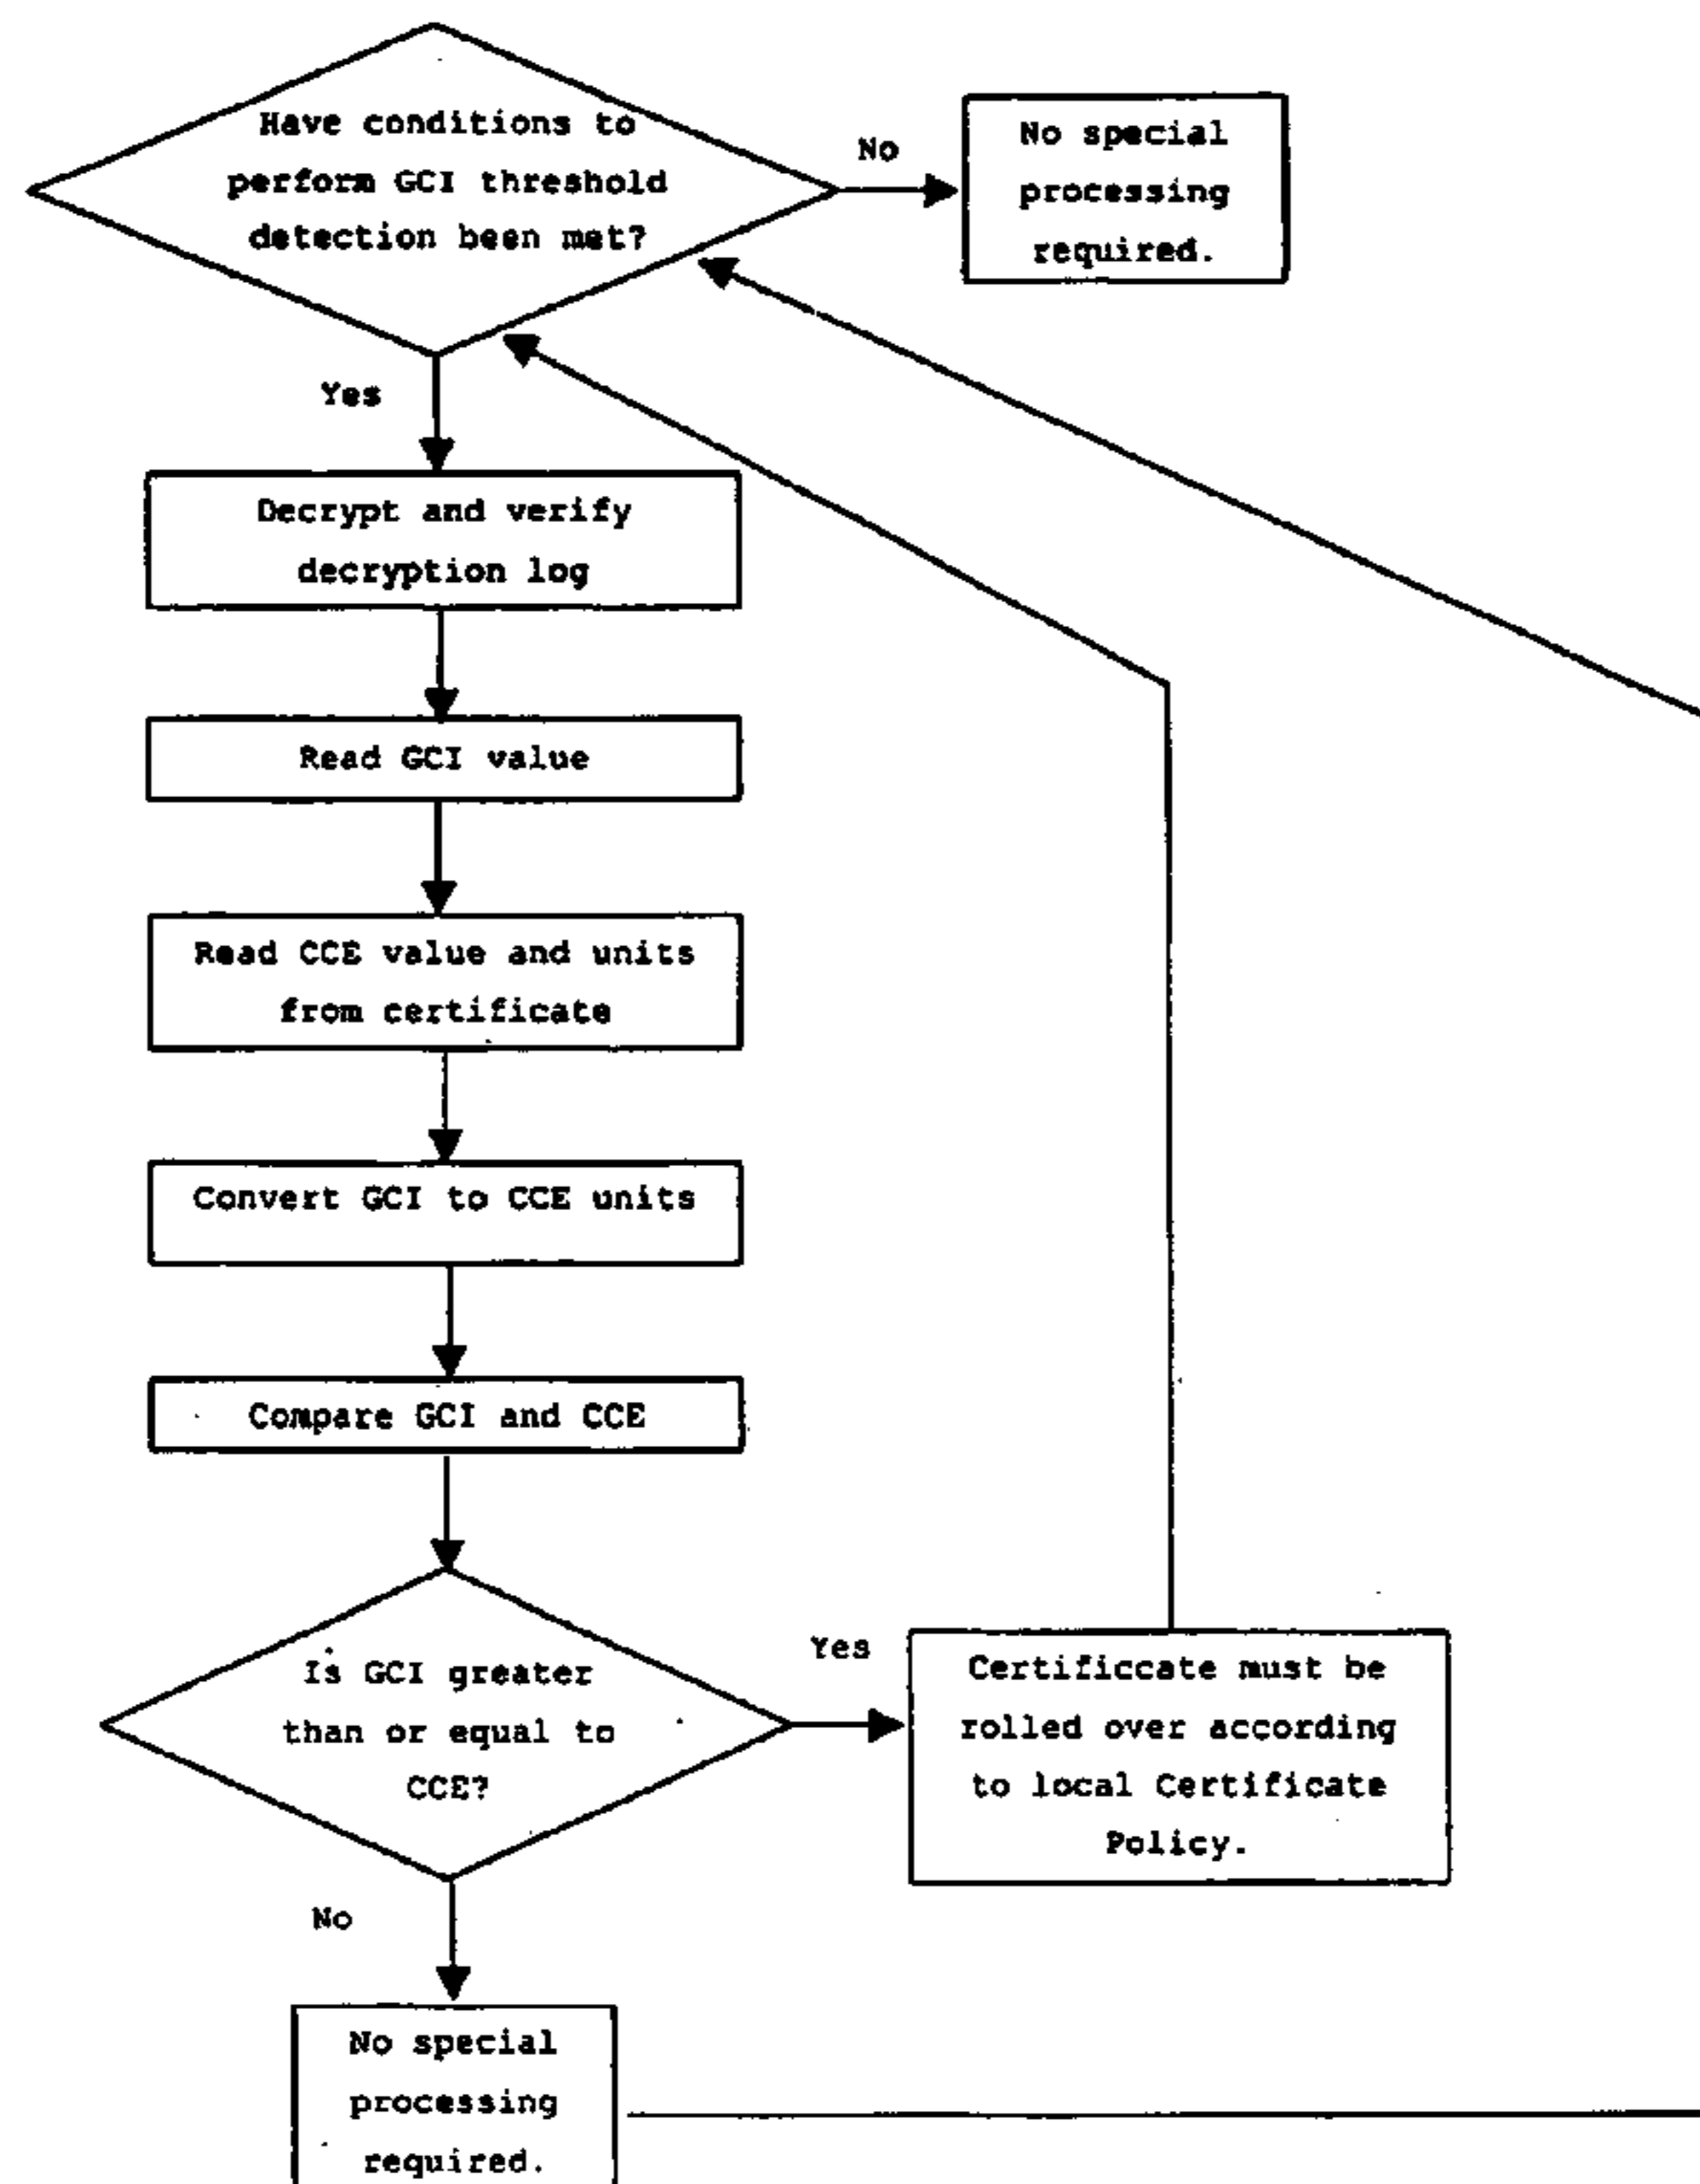 Have conditions to
perform GCI threshold
detection been met?
No
No special
processing
required.
Yes
Decrypt and verify
decryption log
Read GCI value
Read CCE value and units
from certificate
Convert GCI to CCE units
Compare GCI and CCE
Is GCI greater
than or equal to
CCE?
Yes
Certificcate must be
rolled over according
to local Certificate
Policy.
No
No special
processing
required.